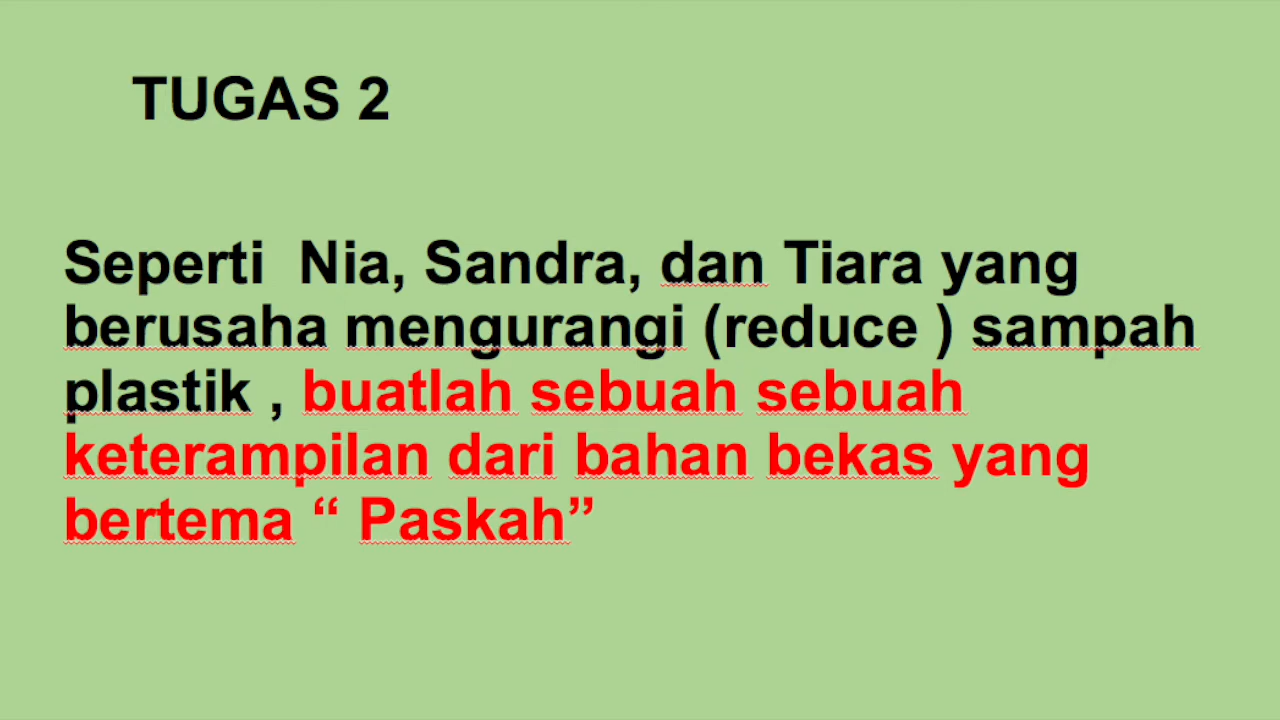 TUGAS 2
Seperti  Nia, Sandra, dan Tiara yang
berusaha mengurangi (reduce ) sampah
plastik , buatlah sebuah sebuah
keterampilan dari bahan bekas yang
bertema “ Paskah”